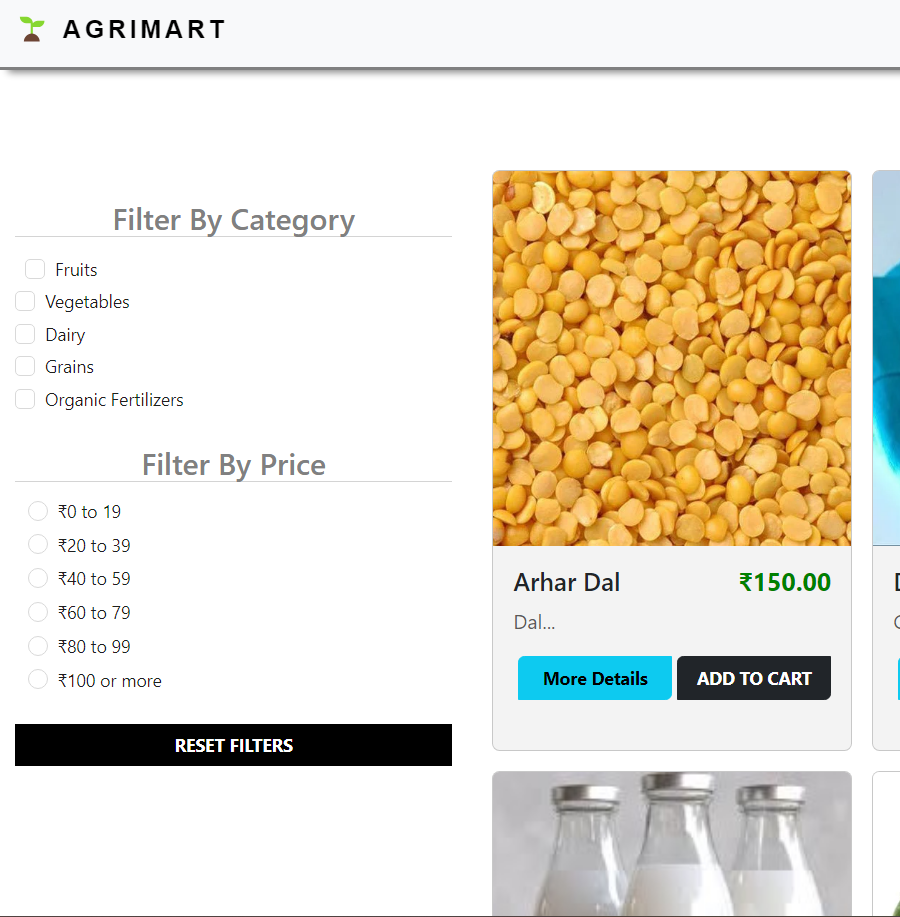 AGRIMART
Filter By Category
Fruits
Vegetables
Dairy
Grains
Organic Fertilizers
Filter By Price
₹0 to 19
₹20 to 39
₹40 to 59
₹60 to 79
₹80 to 99
₹100 or more
RESET FILTERS
Arhar Dal ₹150.00
Dal...
More Details ADD TO CART